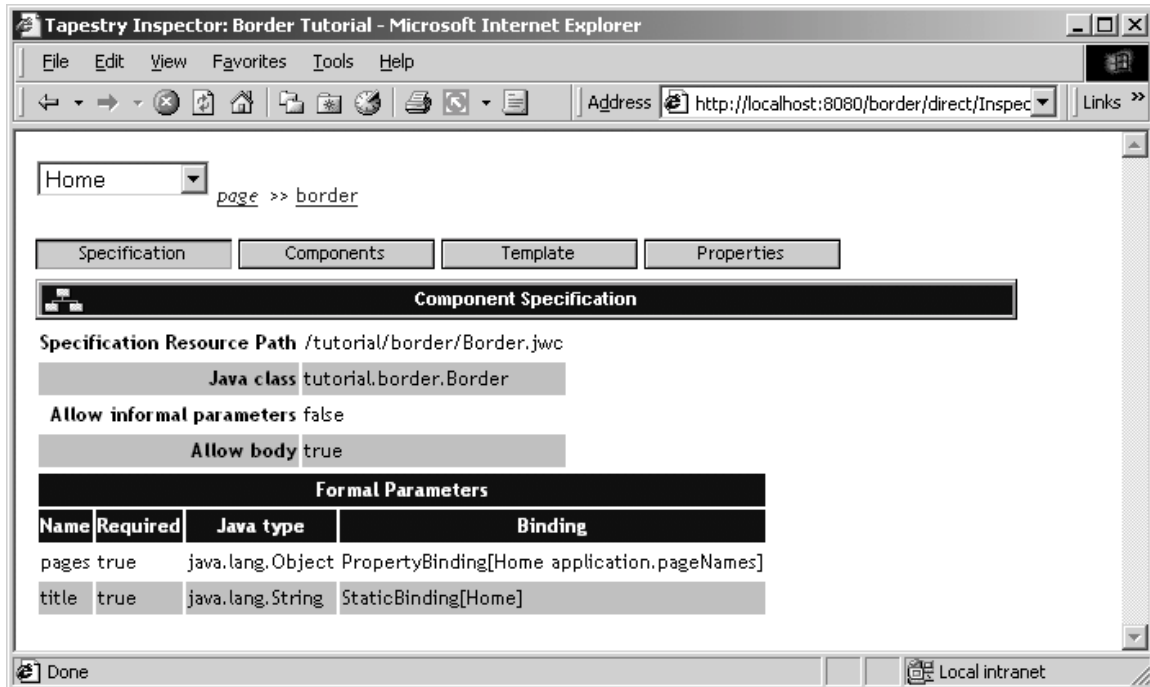 Tapestry Inspector: Border Tutorial - Microsoft Internet Explorer
File Edit View Favorites Tools Help
Address http://localhost:8080/border/direct/Inspec Links »
Home page >> border
Specification Components Template Properties
Component Specification
Specification Resource Path /tutorial/border/Border.jwc
Java class tutorial.border.Border
Allow informal parameters false
Allow body true
Formal Parameters
Name Required Java type Binding
pages true java.lang.Object PropertyBinding[Home application.pageNames]
title true java.lang.String StaticBinding[Home]
Done Local intranet